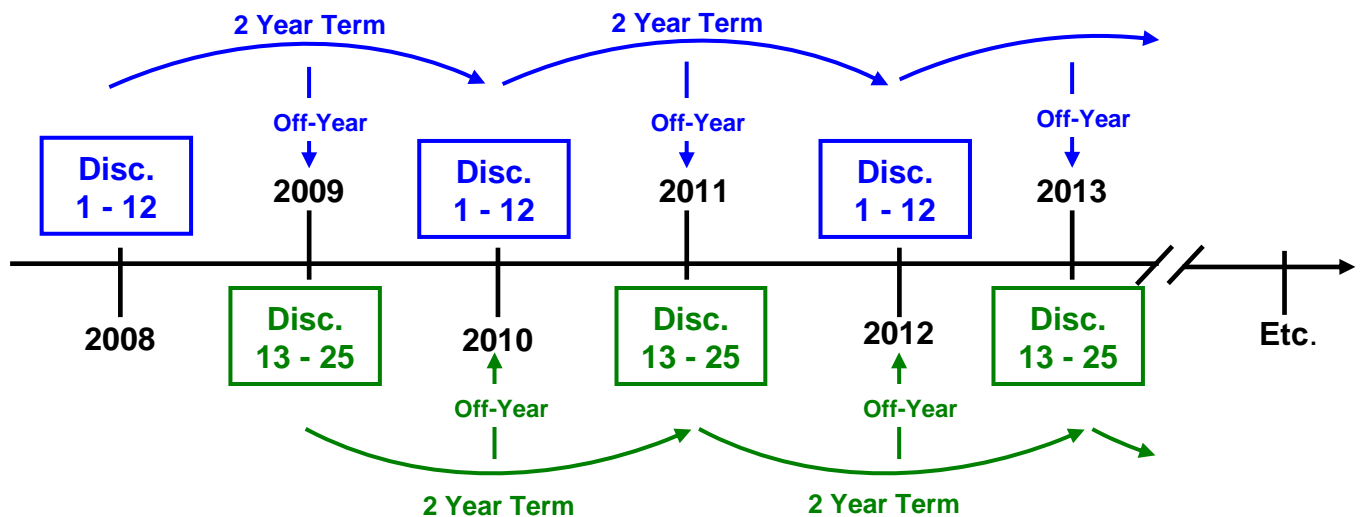 2 Year Term
2 Year Term
Off-Year
Off-Year
Off-Year
Disc.
1 - 12
2009
Disc.
1 - 12
2011
Disc.
1 - 12
2013
2008
Disc.
13 - 25
2010
Disc.
13 - 25
2012
Disc.
13 - 25
Etc.
Off-Year
Off-Year
2 Year Term
2 Year Term